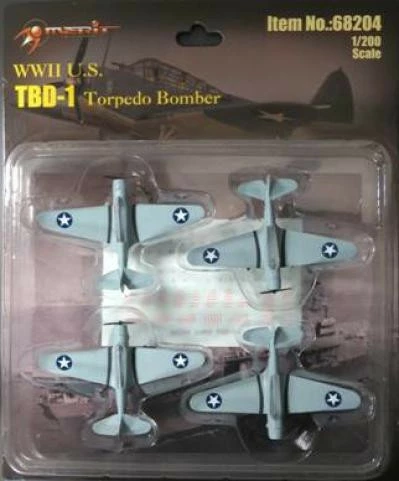 merit
Item No.:68204
1/200
Scale
WWII U.S.
TBD-1 Torpedo Bomber